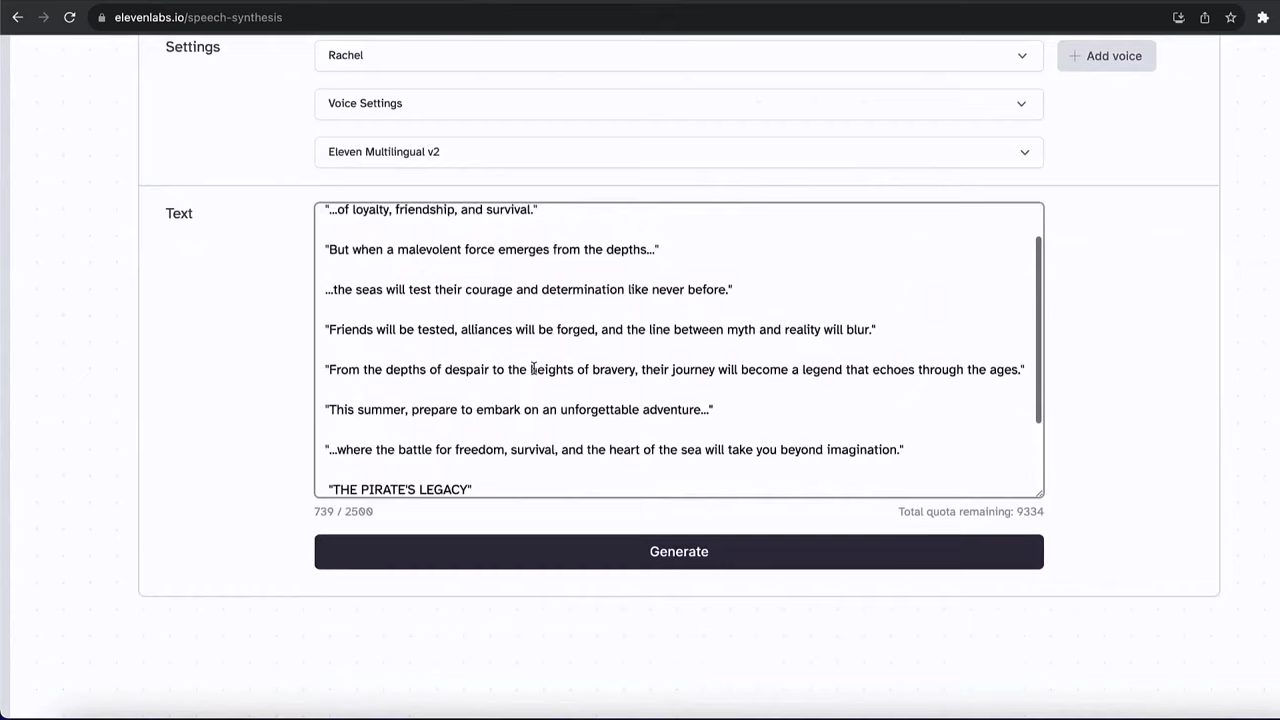 elevenlabs.io/speech-synthesis
Settings
Rachel
Add voice
Voice Settings
Eleven Multilingual v2
Text
"...of loyalty, friendship, and survival."
"But when a malevolent force emerges from the depths..."
...the seas will test their courage and determination like never before."
"Friends will be tested, alliances will be forged, and the line between myth and reality will blur."
"From the depths of despair to the heights of bravery, their journey will become a legend that echoes through the ages."
"This summer, prepare to embark on an unforgettable adventure..."
"...where the battle for freedom, survival, and the heart of the sea will take you beyond imagination."
"THE PIRATE'S LEGACY"
739 / 2500
Total quota remaining: 9334
Generate